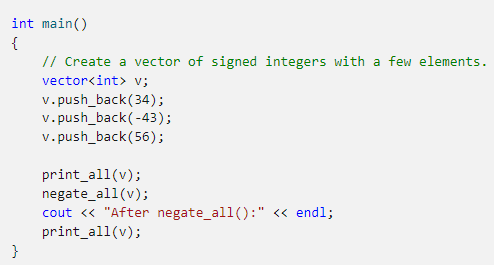 int main()
{
    // Create a vector of signed integers with a few elements.
    vector<int> v;
    v.push_back(34);
    v.push_back(-43);
    v.push_back(56);

    print_all(v);
    negate_all(v);
    cout << "After negate_all():" << endl;
    print_all(v);
}